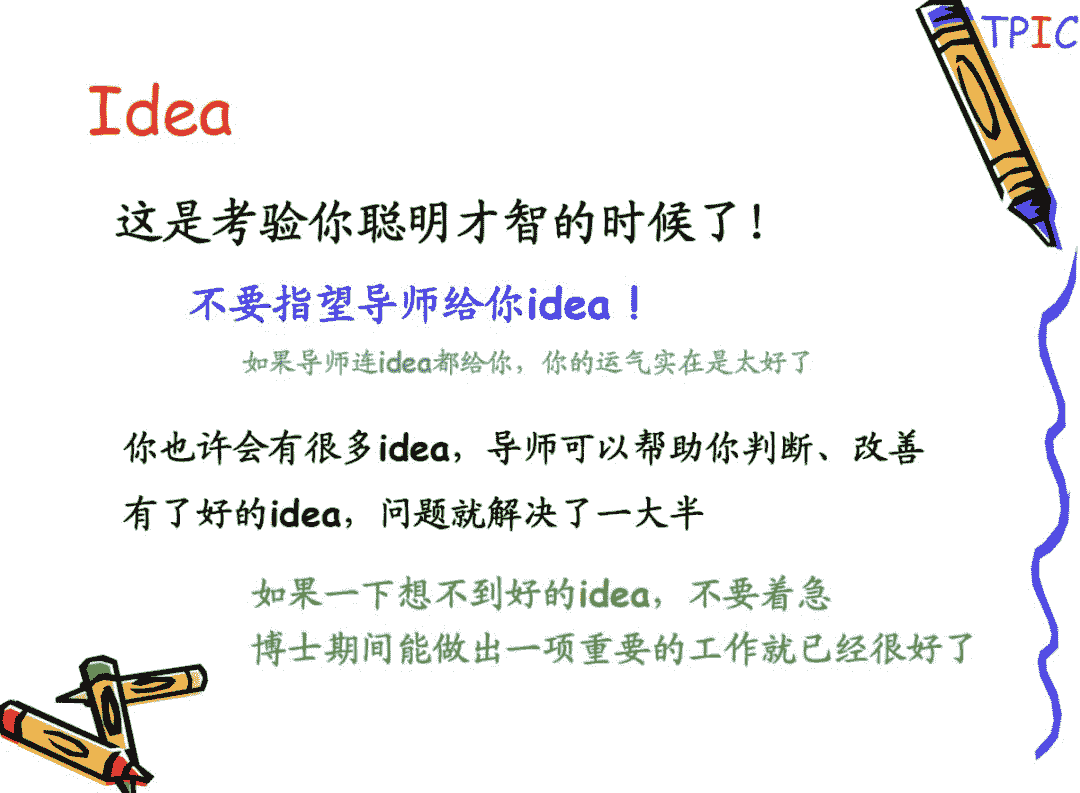 TPIC
Idea
这是考验你聪明才智的时候了！
不要指望导师给你idea！
如果导师连idea都给你，你的运气实在是太好了
你也许会有很多idea，导师可以帮助你判断、改善
有了好的idea，问题就解决了一大半
如果一下想不到好的idea，不要着急
博士期间能做出一项重要的工作就已经很好了